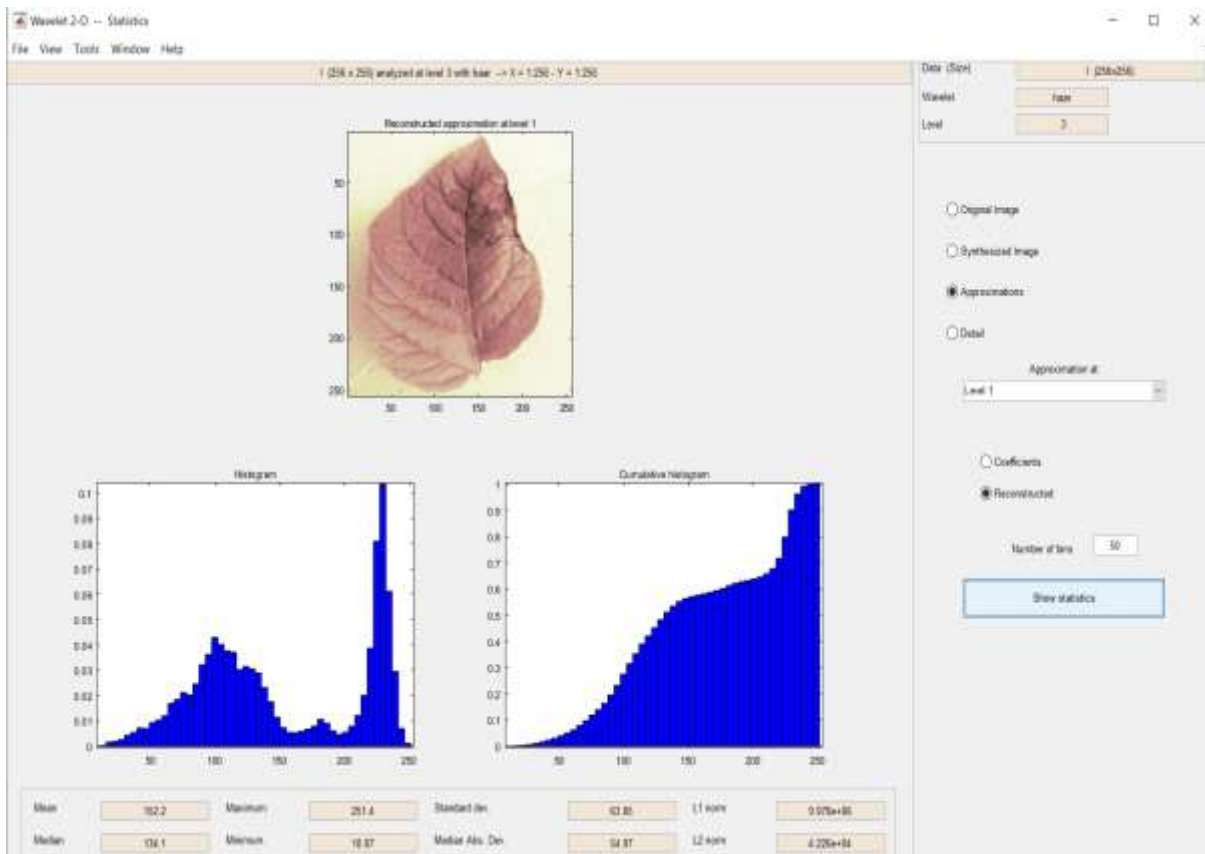 Wavelet 2-D -- Statistics
File View Tools Window Help
I (256 x 256) analyzed at level 3 with haar --> X = 1:256 - Y = 1:256
Data (Size) I (256x256)
Wavelet haar
Level 3
Reconstructed approximation at level 1
50
100
150
200
250
50 100 150 200 250
Original Image
Synthesized Image
Approximations
Detail
Approximation at
Level 1
Coefficients
Reconstructed
Number of bins 50
Show statistics
Histogram
0.1
0.09
0.08
0.07
0.06
0.05
0.04
0.03
0.02
0.01
0
50 100 150 200 250
Cumulative histogram
1
0.9
0.8
0.7
0.6
0.5
0.4
0.3
0.2
0.1
0
50 100 150 200 250
Mean 152.2 Maximum 251.4 Standard dev. 63.85 L1 norm 9.976e+06
Median 134.1 Minimum Median Abs. Dev. L2 norm 4.226e+04